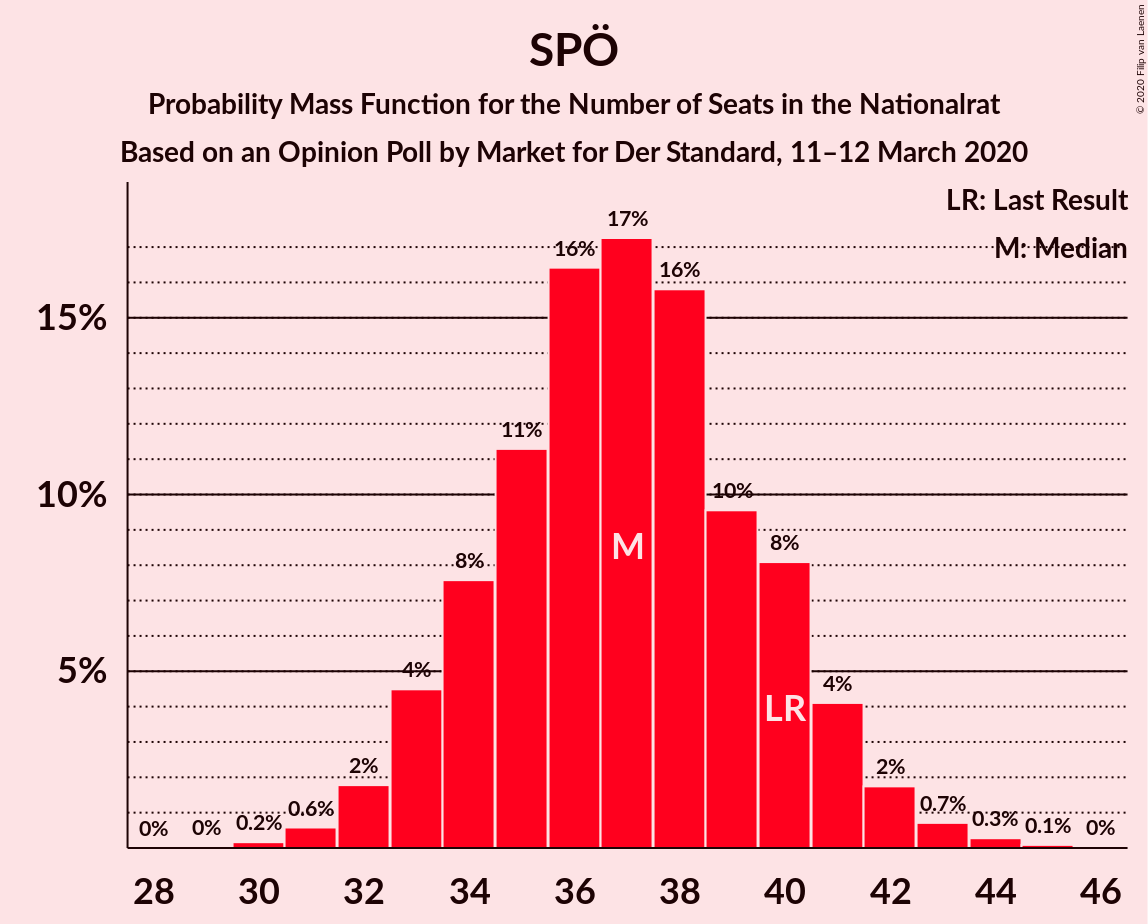 SPÖ
Probability Mass Function for the Number of Seats in the Nationalrat
Based on an Opinion Poll by Market for Der Standard, 11–12 March 2020
© 2020 Filip van Laenen
LR: Last Result
M: Median
15%
10%
5%
0%
0%
0.2%
0.6%
2%
4%
8%
11%
16%
17%
16%
10%
8%
4%
2%
0.7%
0.3%
0.1%
0%
M
LR
28 30 32 34 36 38 40 42 44 46